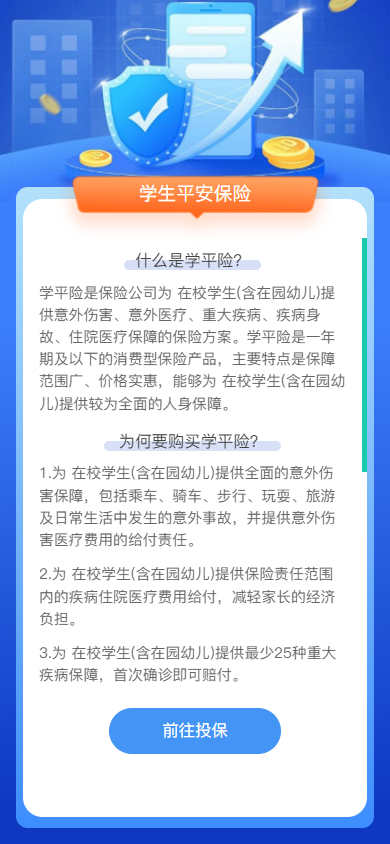 学生平安保险
什么是学平险?
学平险是保险公司为 在校学生(含在园幼儿)提
供意外伤害、意外医疗、重大疾病、疾病身
故、住院医疗保障的保险方案。学平险是一年
期及以下的消费型保险产品，主要特点是保障
范围广、价格实惠，能够为 在校学生(含在园幼
儿)提供较为全面的人身保障。
为何要购买学平险?
1.为 在校学生(含在园幼儿)提供全面的意外伤
害保障，包括乘车、骑车、步行、玩耍、旅游
及日常生活中发生的意外事故，并提供意外伤
害医疗费用的给付责任。
2.为 在校学生(含在园幼儿)提供保险责任范围
内的疾病住院医疗费用给付，减轻家长的经济
负担。
3.为 在校学生(含在园幼儿)提供最少25种重大
疾病保障，首次确诊即可赔付。
前往投保